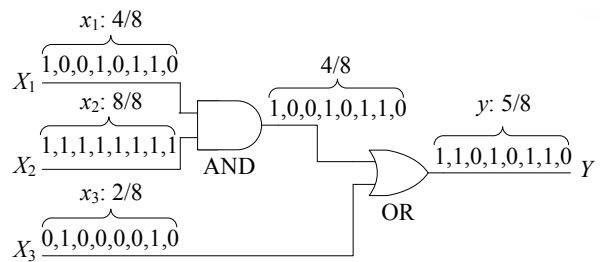 x₁: 4/8
1,0,0,1,0,1,1,0
X₁
x₂: 8/8
1,1,1,1,1,1,1,1
X₂
AND
4/8
1,0,0,1,0,1,1,0
x₃: 2/8
0,1,0,0,0,0,1,0
X₃
OR
y: 5/8
1,1,0,1,0,1,1,0
Y